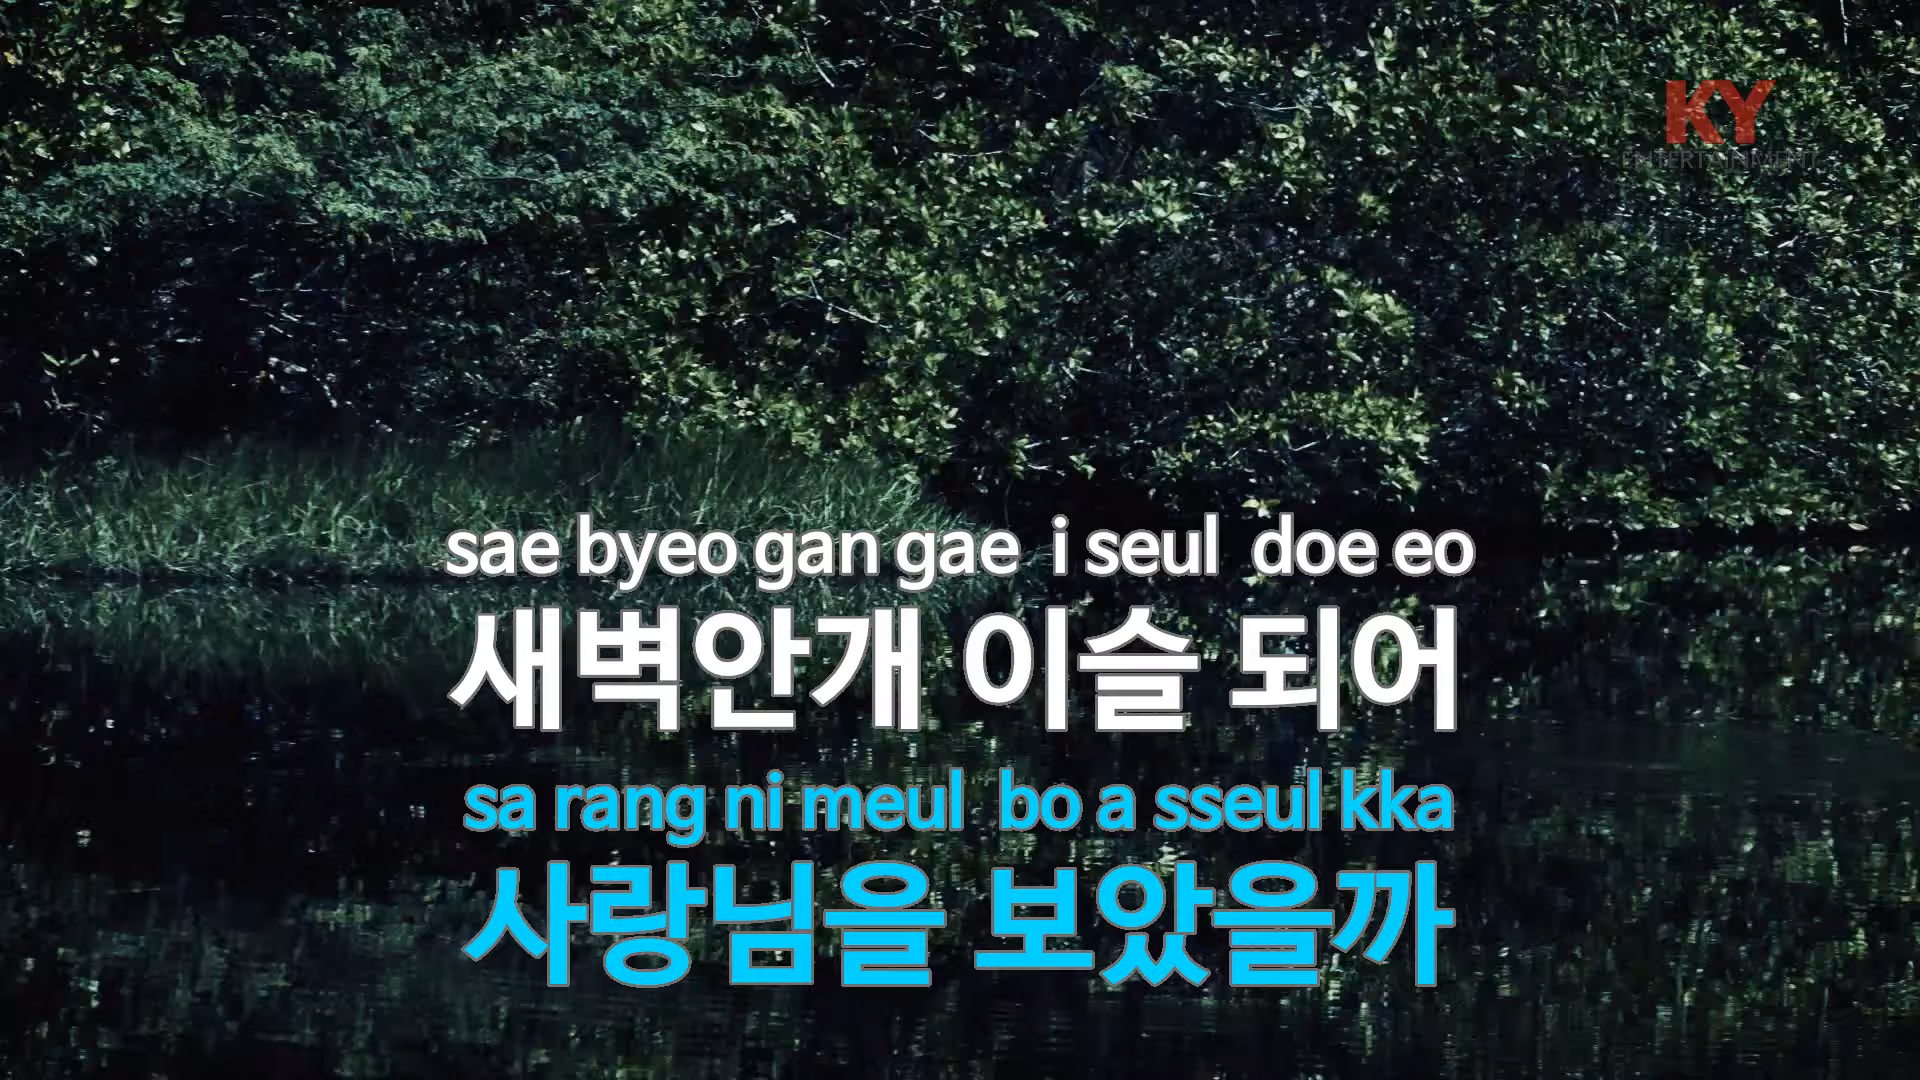 KY
ENTERTAINMENT
sae byeo gan gae i seul doe eo
새벽안개 이슬 되어
sa rang ni meul bo a sseul kka
사랑님을 보았을까